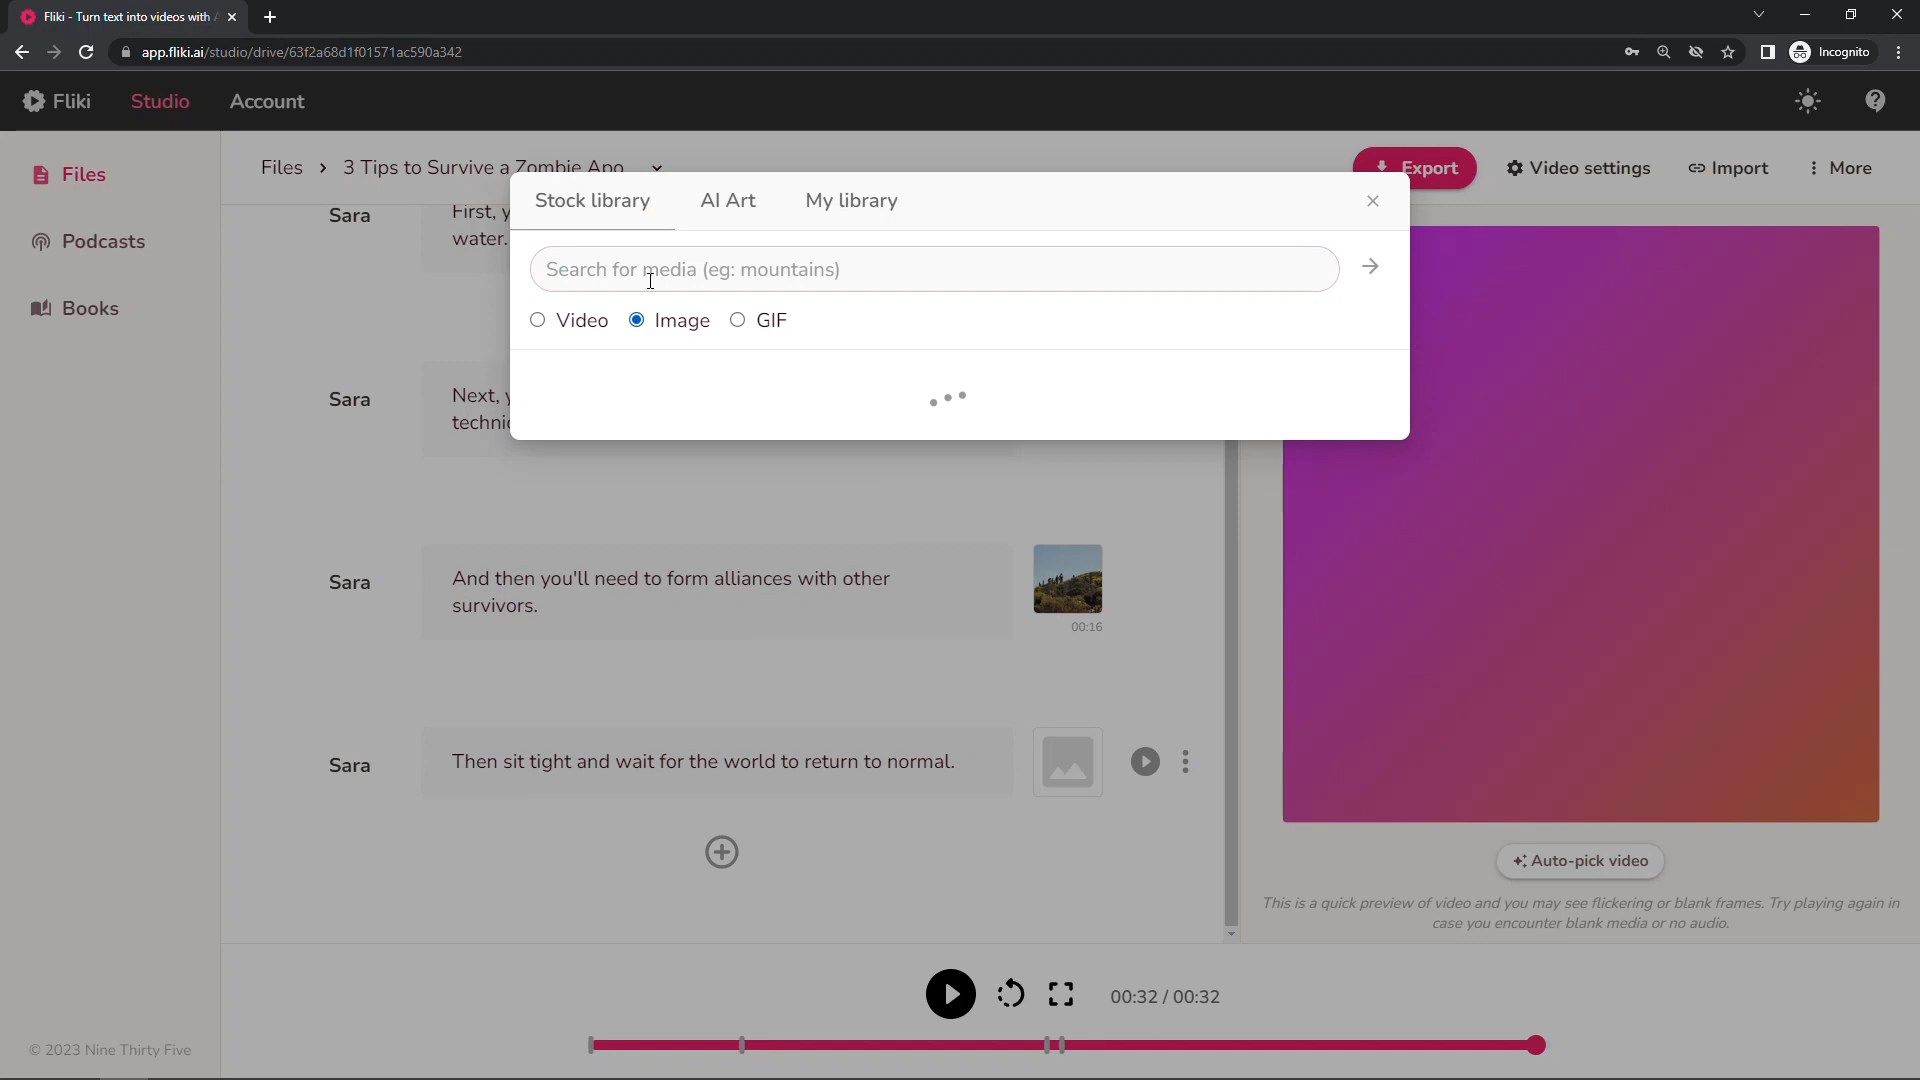 Fliki - Turn text into videos with
app.fliki.ai/studio/drive/63f2a68d1f01571ac590a342
Incognito
Fliki
Studio
Account
Files
Podcasts
Books
Files > 3 Tips to Survive a Zombie Apo
Export
Video settings
Import
More
Stock library
AI Art
My library
Search for media (eg: mountains)
Video
Image
GIF
Sara
First, y
water.
Sara
Next, y
techni
Sara
And then you'll need to form alliances with other
survivors.
00:16
Sara
Then sit tight and wait for the world to return to normal.
Auto-pick video
This is a quick preview of video and you may see flickering or blank frames. Try playing again in
case you encounter blank media or no audio.
00:32 / 00:32
© 2023 Nine Thirty Five